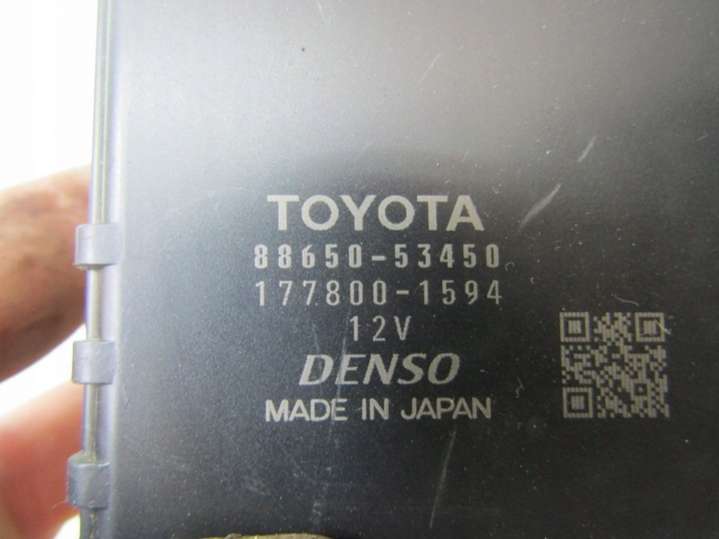 TOYOTA
88650-53450
177800-1594
12V
DENSO
MADE IN JAPAN